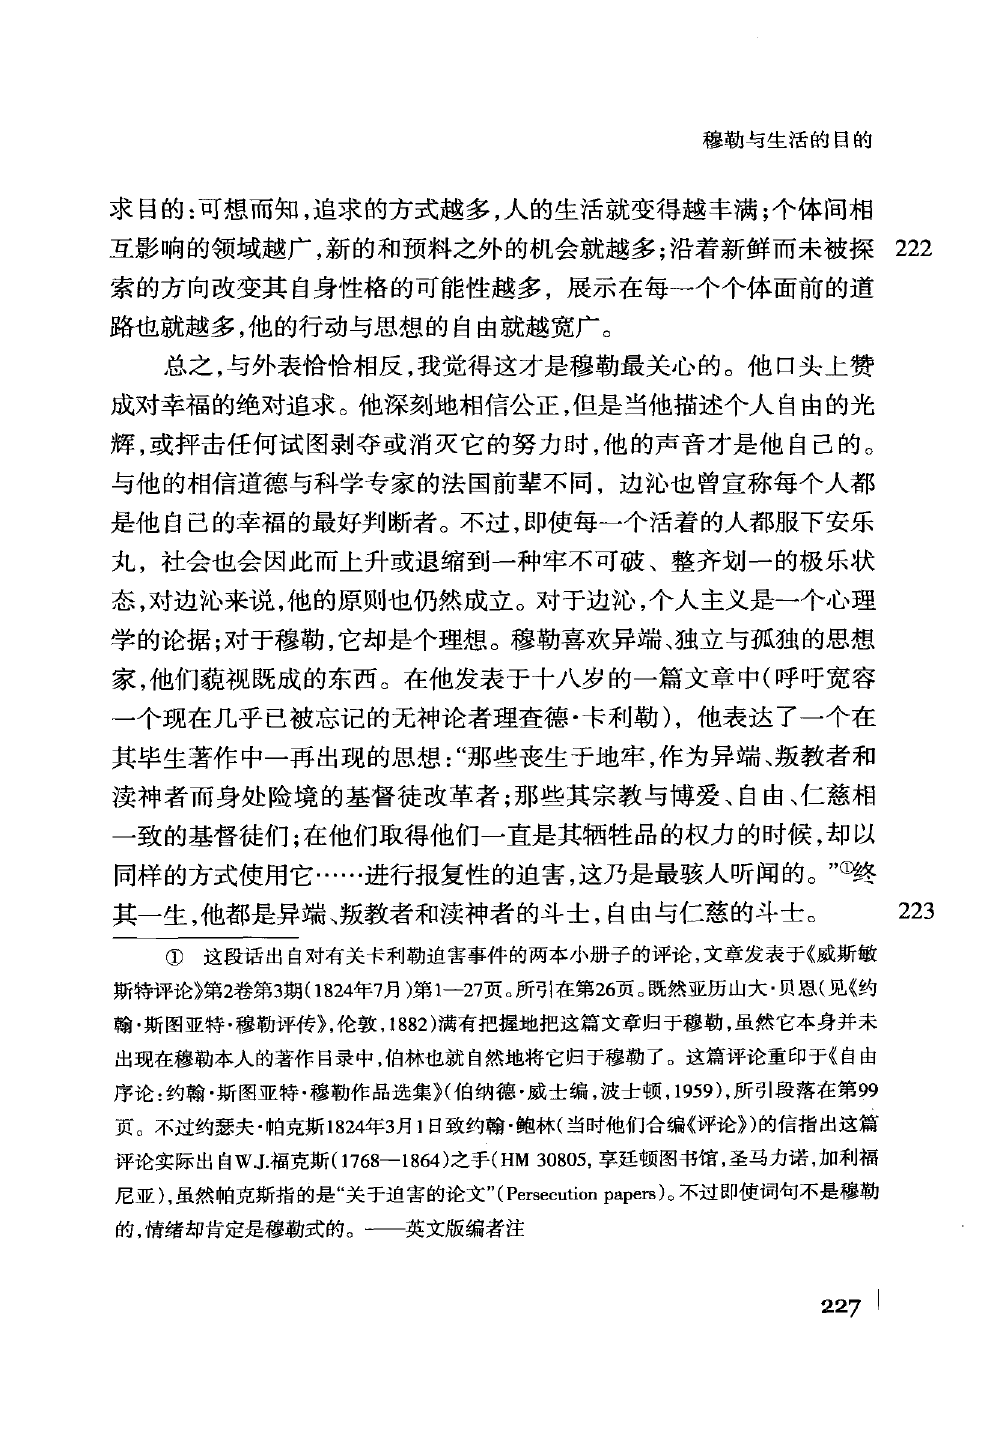 穆勒与生活的目的
求目的:可想而知,追求的方式越多,人的生活就变得越丰满;个体间相
互影响的领域越广,新的和预料之外的机会就越多;沿着新鲜而未被探 222
索的方向改变其自身性格的可能性越多,展示在每一个个体面前的道
路也就越多,他的行动与思想的自由就越宽广。
总之,与外表恰恰相反,我觉得这才是穆勒最关心的。他口头上赞
成对幸福的绝对追求。他深刻地相信公正,但是当他描述个人自由的光
辉,或抨击任何试图剥夺或消灭它的努力时,他的声音才是他自己的。
与他的相信道德与科学专家的法国前辈不同,边沁也曾宣称每个人都
是他自己的幸福的最好判断者。不过,即使每一个活着的人都服下安乐
丸,社会也会因此而上升或退缩到一种牢不可破、整齐划一的极乐状
态,对边沁来说,他的原则也仍然成立。对于边沁,个人主义是一个心理
学的论据;对于穆勒,它却是个理想。穆勒喜欢异端、独立与孤独的思想
家,他们藐视既成的东西。在他发表于十八岁的一篇文章中(呼吁宽容
一个现在几乎已被忘记的无神论者理查德·卡利勒),他表达了一个在
其毕生著作中一再出现的思想:“那些丧生于地牢,作为异端、叛教者和
渎神者而身处险境的基督徒改革者;那些其宗教与博爱、自由、仁慈相
一致的基督徒们;在他们取得他们一直是其牺牲品的权力的时候,却以
同样的方式使用它……进行报复性的迫害,这乃是最骇人听闻的。”①终
其一生,他都是异端、叛教者和渎神者的斗士,自由与仁慈的斗士。 223
① 这段话出自对有关卡利勒迫害事件的两本小册子的评论,文章发表于《威斯敏
斯特评论》第2卷第3期(1824年7月)第1—27页。所引在第26页。既然亚历山大·贝恩(见《约
翰·斯图亚特·穆勒评传》,伦敦,1882)满有把握地把这篇文章归于穆勒,虽然它本身并未
出现在穆勒本人的著作目录中,伯林也就自然地将它归于穆勒了。这篇评论重印于《自由
序论:约翰·斯图亚特·穆勒作品选集》(伯纳德·威士编,波士顿,1959),所引段落在第99
页。不过约瑟夫·帕克斯1824年3月1日致约翰·鲍林(当时他们合编《评论》)的信指出这篇
评论实际出自W.J.福克斯(1768—1864)之手(HM 30805,享廷顿图书馆,圣马力诺,加利福
尼亚),虽然帕克斯指的是“关于迫害的论文”(Persecution papers)。不过即使词句不是穆勒
的,情绪却肯定是穆勒式的。——英文版编者注
227